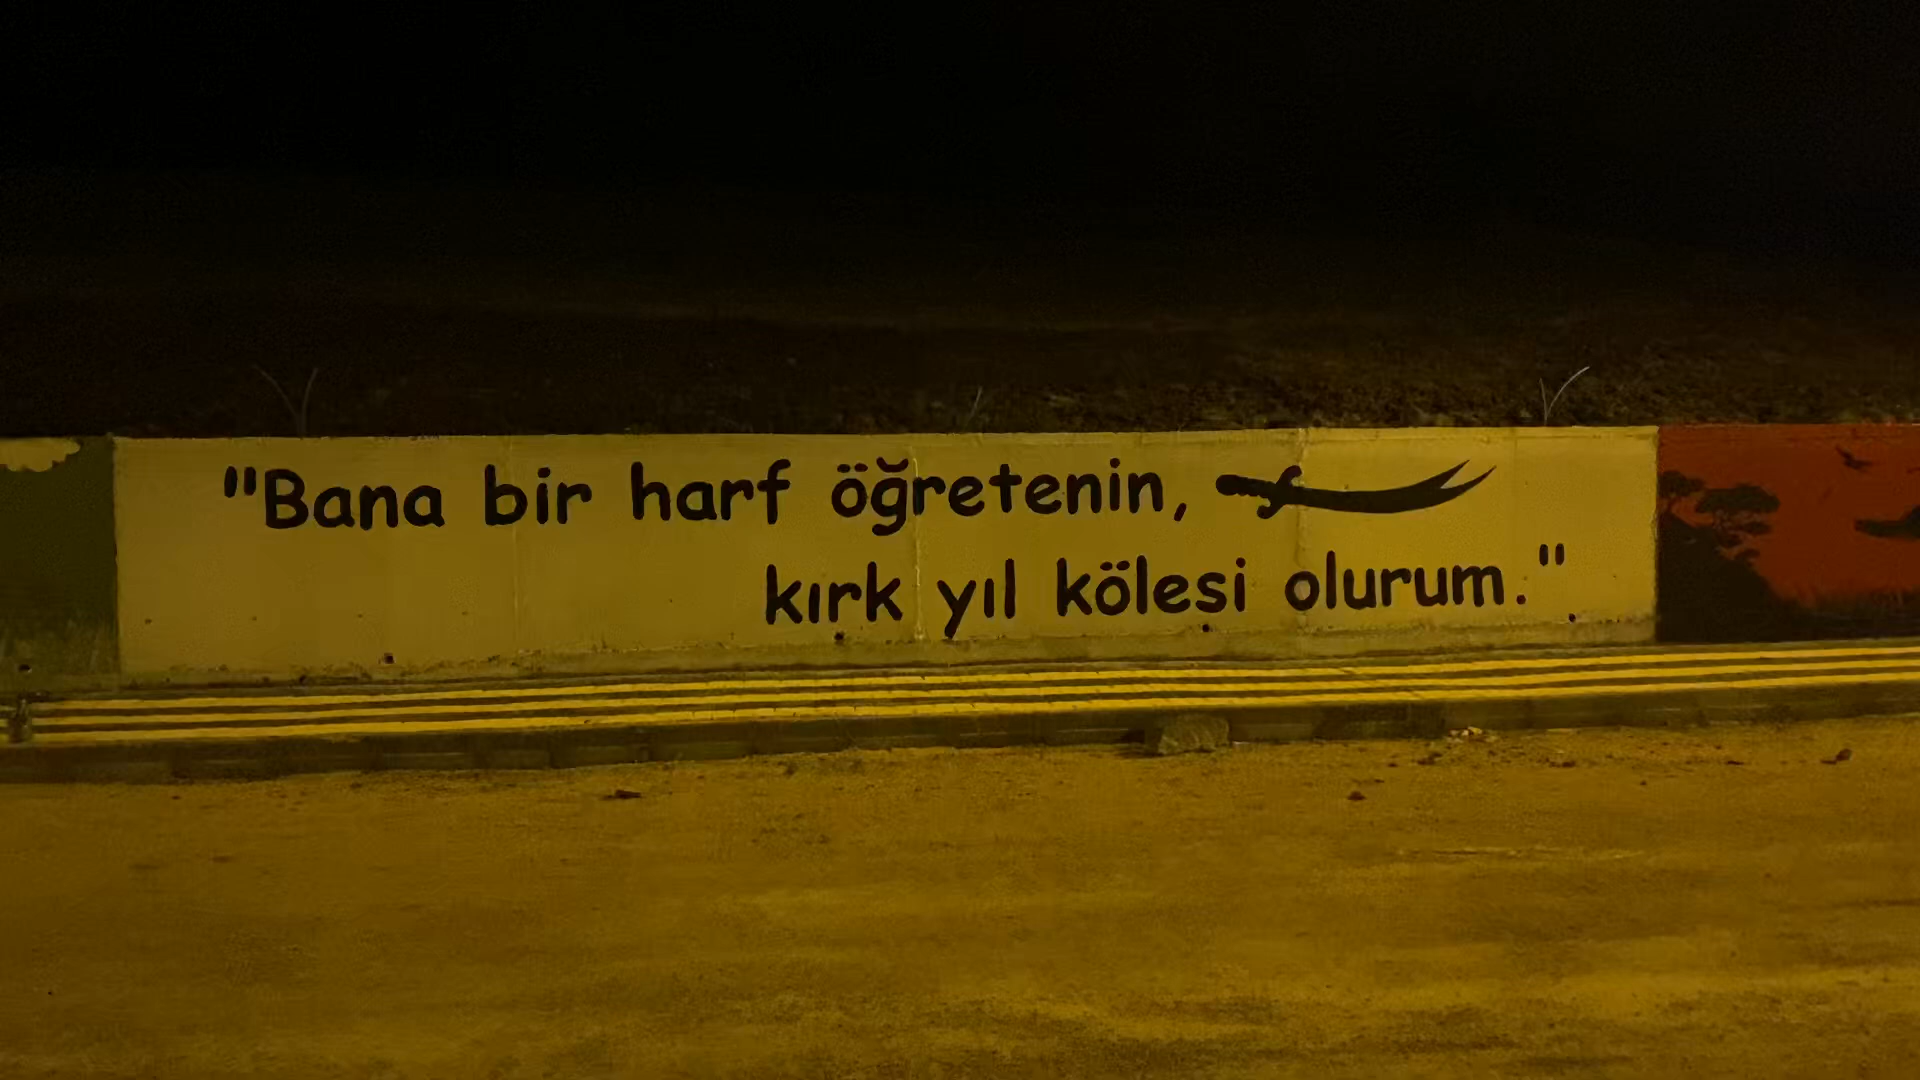 "Bana bir harf öğretenin,
kırk yıl kölesi olurum."